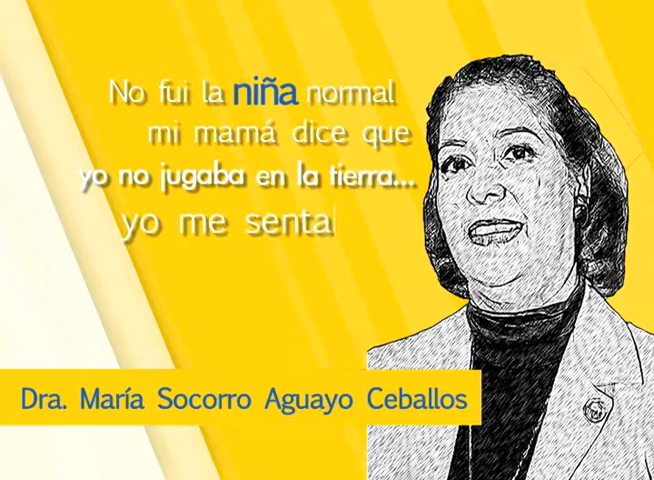 No fui la niña normal
mi mamá dice que
yo no jugaba en la tierra...
yo me senta
Dra. María Socorro Aguayo Ceballos